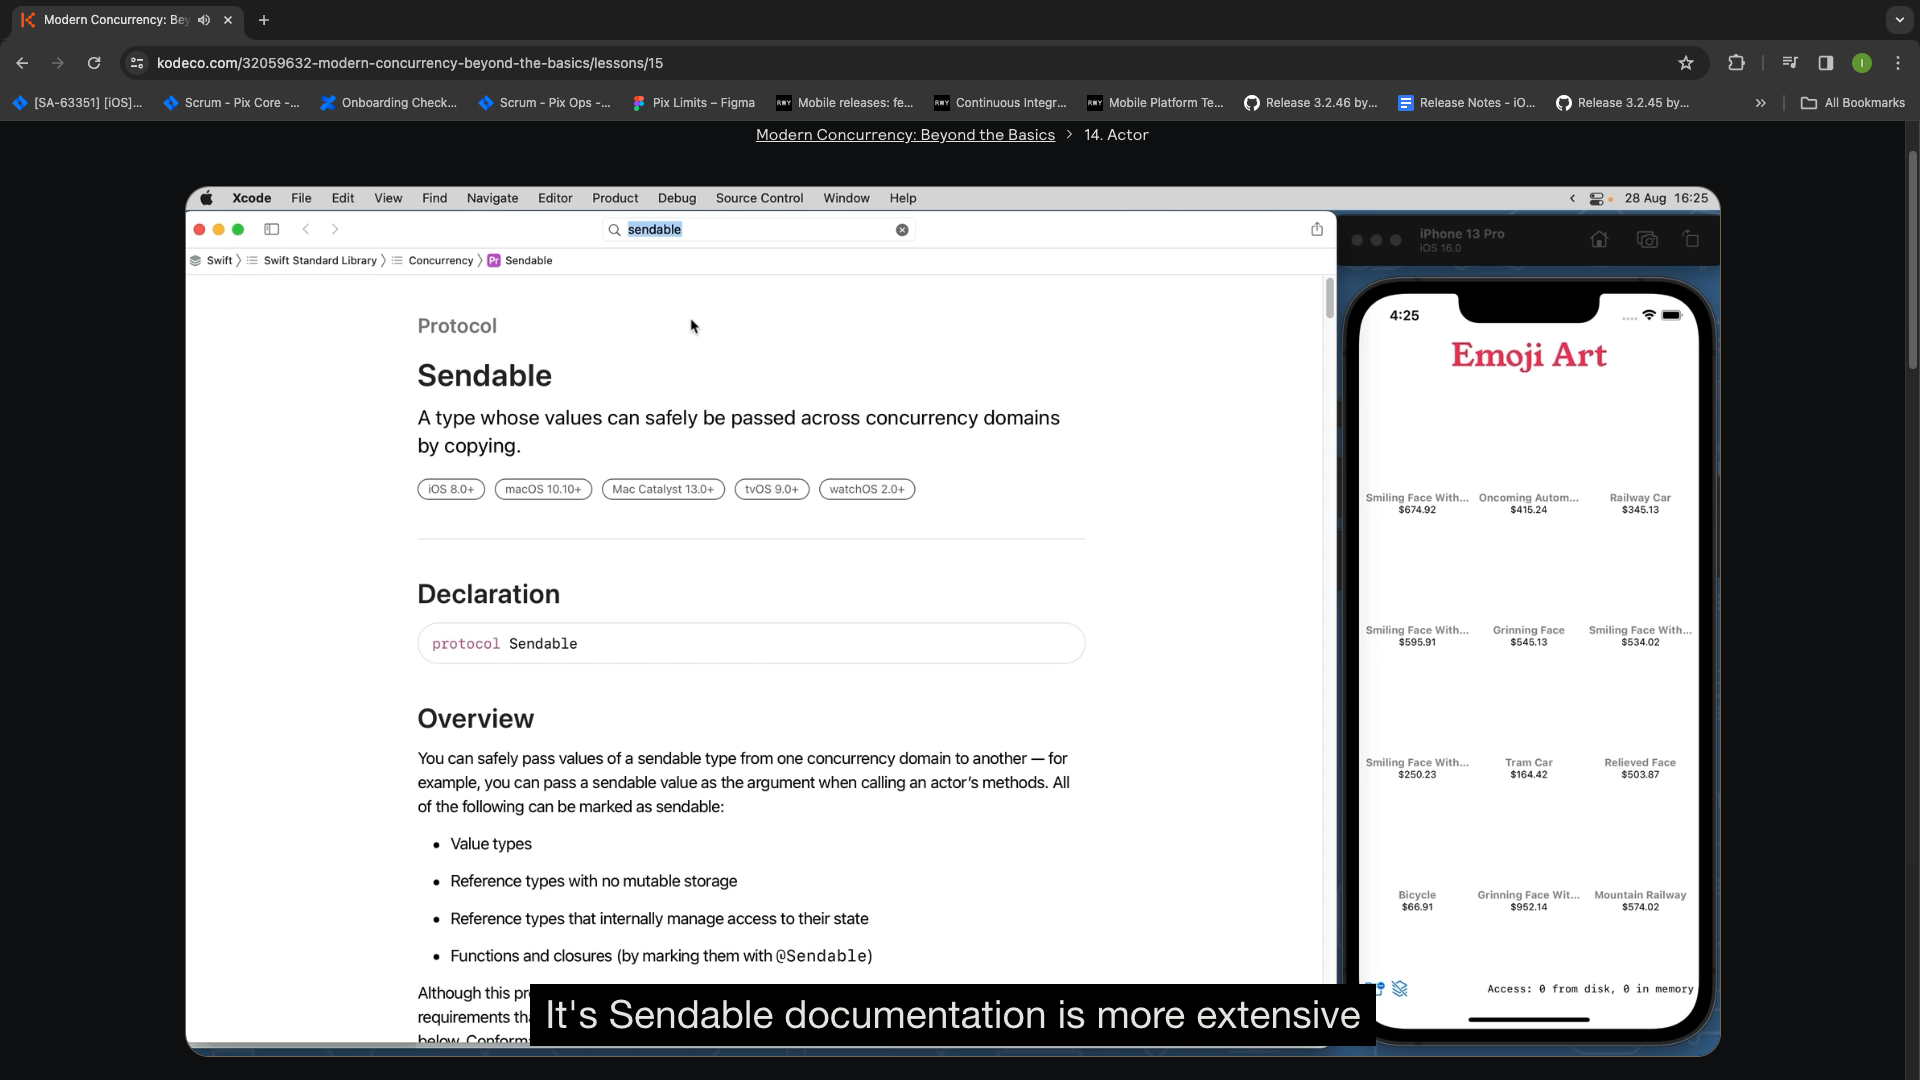 Modern Concurrency: Bey
kodeco.com/32059632-modern-concurrency-beyond-the-basics/lessons/15
I
[SA-63351] [iOS]...
Scrum - Pix Core -...
Onboarding Check...
Scrum - Pix Ops -...
Pix Limits – Figma
RWY Mobile releases: fe...
RWY Continuous Integr...
RWY Mobile Platform Te...
Release 3.2.46 by...
Release Notes - iO...
Release 3.2.45 by...
All Bookmarks
Modern Concurrency: Beyond the Basics > 14. Actor
Xcode File Edit View Find Navigate Editor Product Debug Source Control Window Help
28 Aug 16:25
sendable
Swift Swift Standard Library Concurrency Pr Sendable
Protocol
Sendable
A type whose values can safely be passed across concurrency domains
by copying.
iOS 8.0+ macOS 10.10+ Mac Catalyst 13.0+ tvOS 9.0+ watchOS 2.0+
Declaration
protocol Sendable
Overview
You can safely pass values of a sendable type from one concurrency domain to another — for
example, you can pass a sendable value as the argument when calling an actor's methods. All
of the following can be marked as sendable:
• Value types
• Reference types with no mutable storage
• Reference types that internally manage access to their state
• Functions and closures (by marking them with @Sendable)
Although this
requirements
below.
It's Sendable documentation is more extensive
iPhone 13 Pro
iOS 16.0
4:25
Emoji Art
Smiling Face With... Oncoming Autom... Railway Car
$674.92 $415.24 $345.13
Smiling Face With... Grinning Face Smiling Face With...
$595.91 $545.13 $534.02
Smiling Face With... Tram Car Relieved Face
$250.23 $164.42 $503.87
Bicycle Grinning Face Wit... Mountain Railway
$66.91 $952.14 $574.02
Access: 0 from disk, 0 in memory